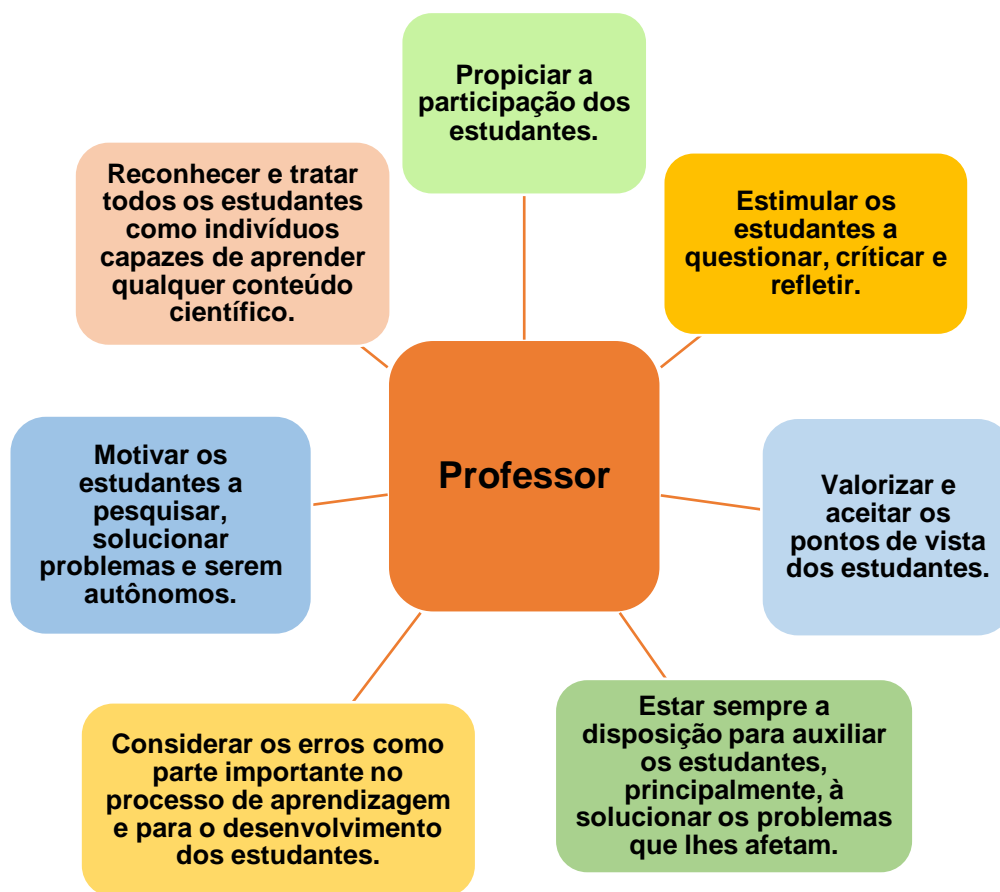 Propiciar a
participação dos
estudantes.
Reconhecer e tratar
todos os estudantes
como indivíduos
capazes de aprender
qualquer conteúdo
científico.
Estimular os
estudantes a
questionar, críticar e
refletir.
Professor
Motivar os
estudantes a
pesquisar,
solucionar
problemas e serem
autônomos.
Valorizar e
aceitar os
pontos de vista
dos estudantes.
Considerar os erros como
parte importante no
processo de aprendizagem
e para o desenvolvimento
dos estudantes.
Estar sempre a
disposição para auxiliar
os estudantes,
principalmente, à
solucionar os problemas
que lhes afetam.